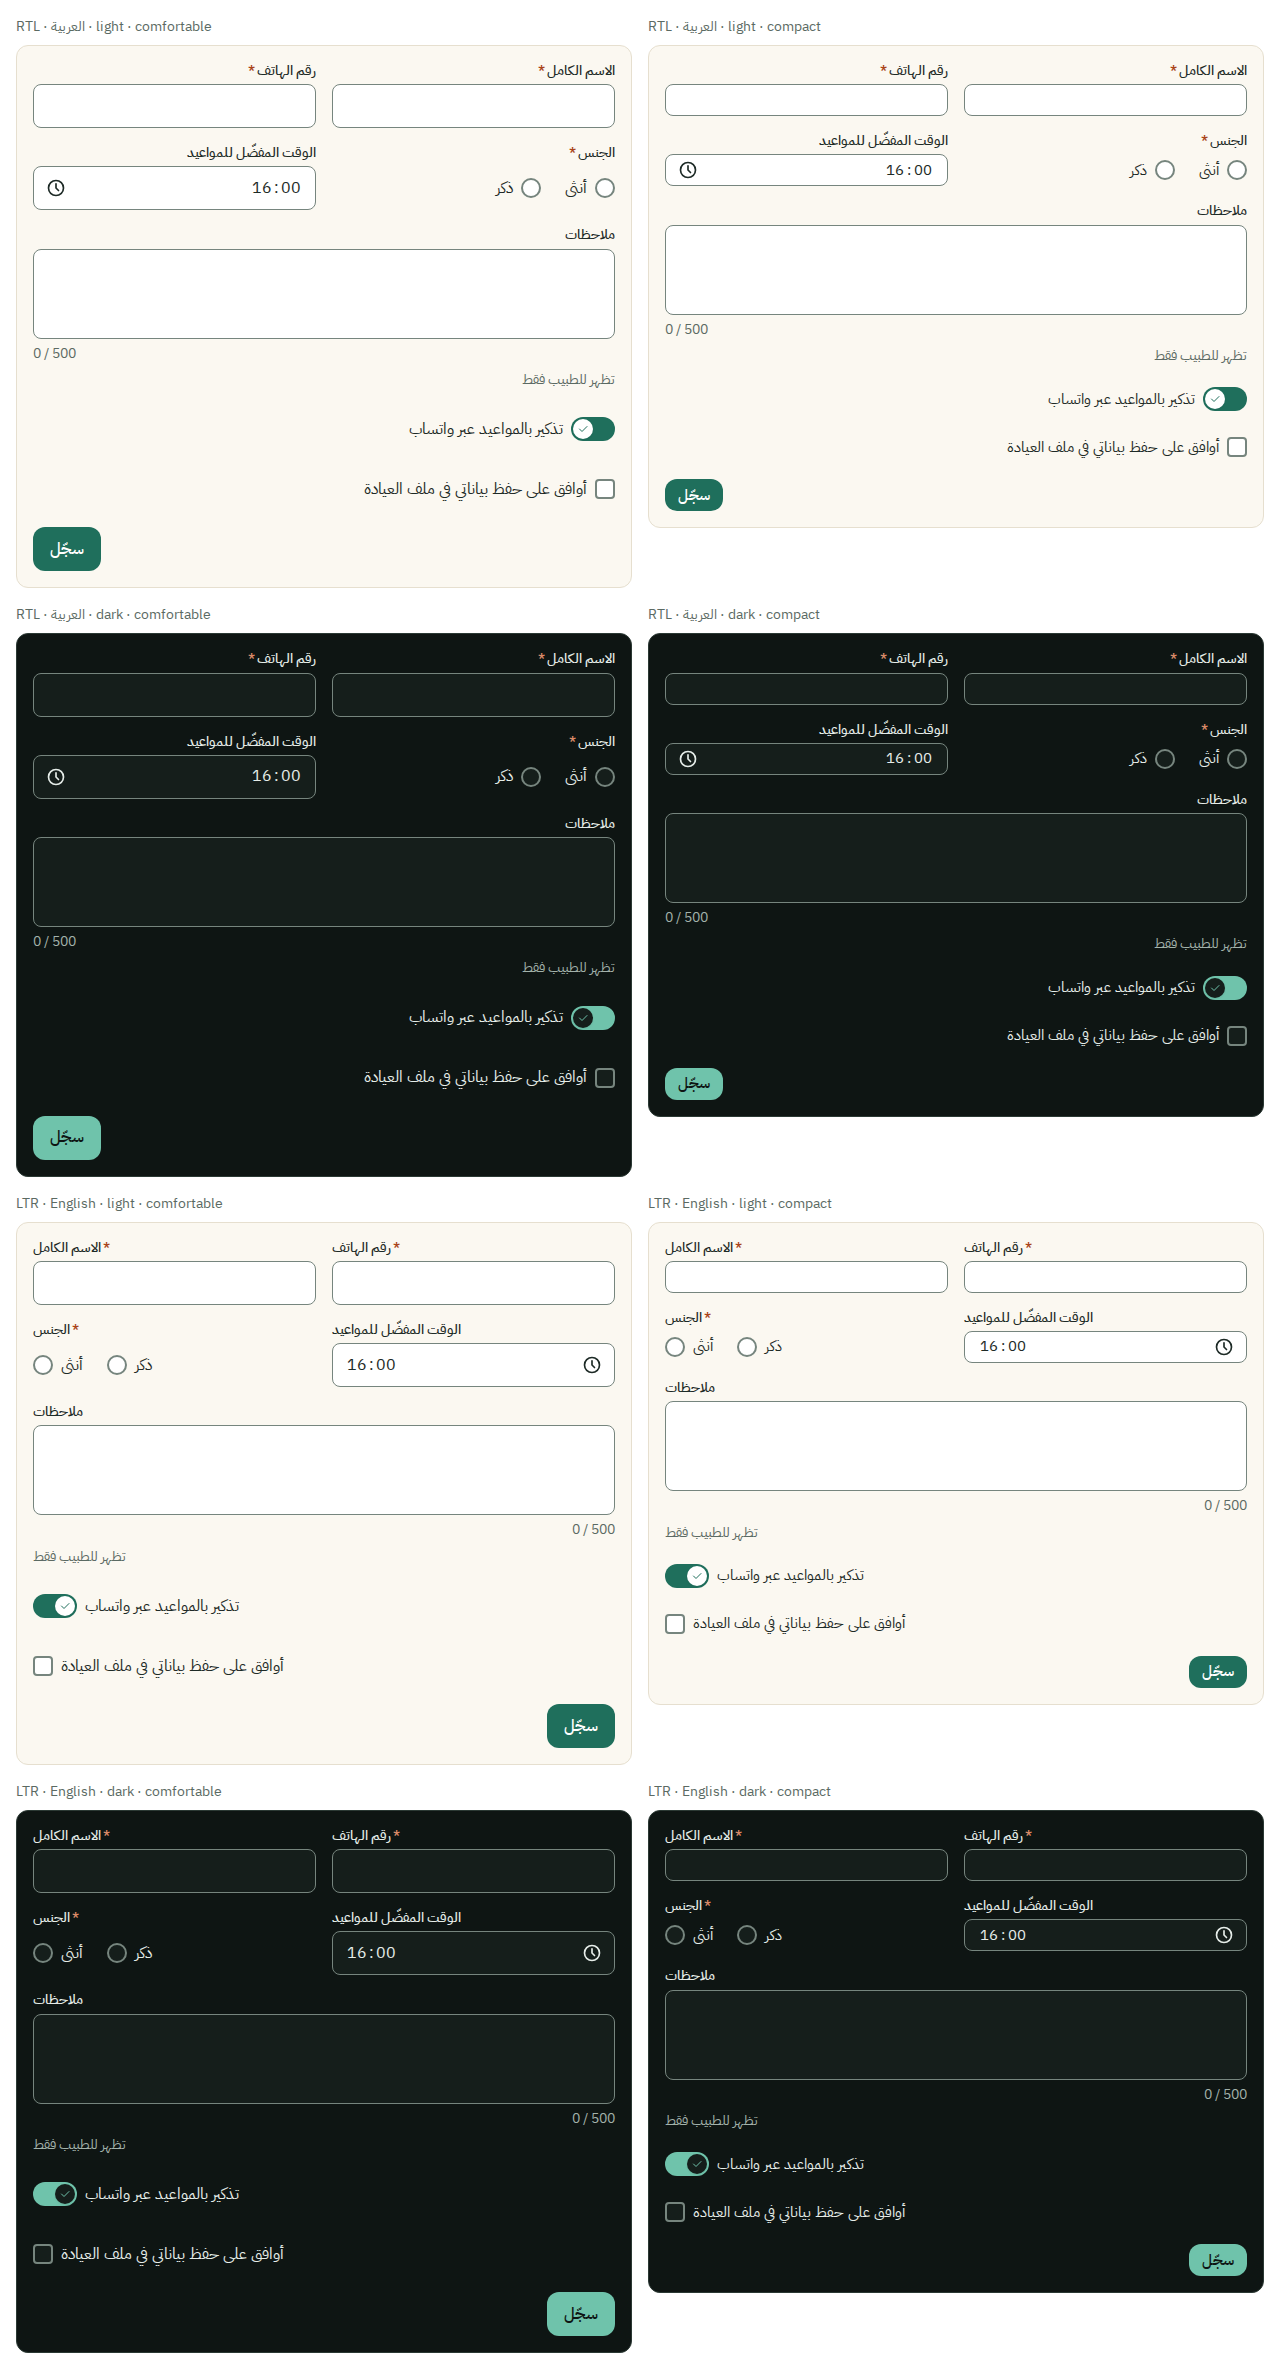 RTL · العربية · light · comfortable
الاسم الكامل *
رقم الهاتف *
الجنس *
الوقت المفضّل للمواعيد
أنثى
ذكر
16:00
ملاحظات
0 / 500
تظهر للطبيب فقط
تذكير بالمواعيد عبر واتساب
أوافق على حفظ بياناتي في ملف العيادة
سجّل
RTL · العربية · light · compact
الاسم الكامل *
رقم الهاتف *
الجنس *
الوقت المفضّل للمواعيد
أنثى
ذكر
16:00
ملاحظات
0 / 500
تظهر للطبيب فقط
تذكير بالمواعيد عبر واتساب
أوافق على حفظ بياناتي في ملف العيادة
سجّل
RTL · العربية · dark · comfortable
الاسم الكامل *
رقم الهاتف *
الجنس *
الوقت المفضّل للمواعيد
أنثى
ذكر
16:00
ملاحظات
0 / 500
تظهر للطبيب فقط
تذكير بالمواعيد عبر واتساب
أوافق على حفظ بياناتي في ملف العيادة
سجّل
RTL · العربية · dark · compact
الاسم الكامل *
رقم الهاتف *
الجنس *
الوقت المفضّل للمواعيد
أنثى
ذكر
16:00
ملاحظات
0 / 500
تظهر للطبيب فقط
تذكير بالمواعيد عبر واتساب
أوافق على حفظ بياناتي في ملف العيادة
سجّل
LTR · English · light · comfortable
الاسم الكامل *
رقم الهاتف *
الجنس *
الوقت المفضّل للمواعيد
أنثى
ذكر
16:00
ملاحظات
0 / 500
تظهر للطبيب فقط
تذكير بالمواعيد عبر واتساب
أوافق على حفظ بياناتي في ملف العيادة
سجّل
LTR · English · light · compact
الاسم الكامل *
رقم الهاتف *
الجنس *
الوقت المفضّل للمواعيد
أنثى
ذكر
16:00
ملاحظات
0 / 500
تظهر للطبيب فقط
تذكير بالمواعيد عبر واتساب
أوافق على حفظ بياناتي في ملف العيادة
سجّل
LTR · English · dark · comfortable
الاسم الكامل *
رقم الهاتف *
الجنس *
الوقت المفضّل للمواعيد
أنثى
ذكر
16:00
ملاحظات
0 / 500
تظهر للطبيب فقط
تذكير بالمواعيد عبر واتساب
أوافق على حفظ بياناتي في ملف العيادة
سجّل
LTR · English · dark · compact
الاسم الكامل *
رقم الهاتف *
الجنس *
الوقت المفضّل للمواعيد
أنثى
ذكر
16:00
ملاحظات
0 / 500
تظهر للطبيب فقط
تذكير بالمواعيد عبر واتساب
أوافق على حفظ بياناتي في ملف العيادة
سجّل